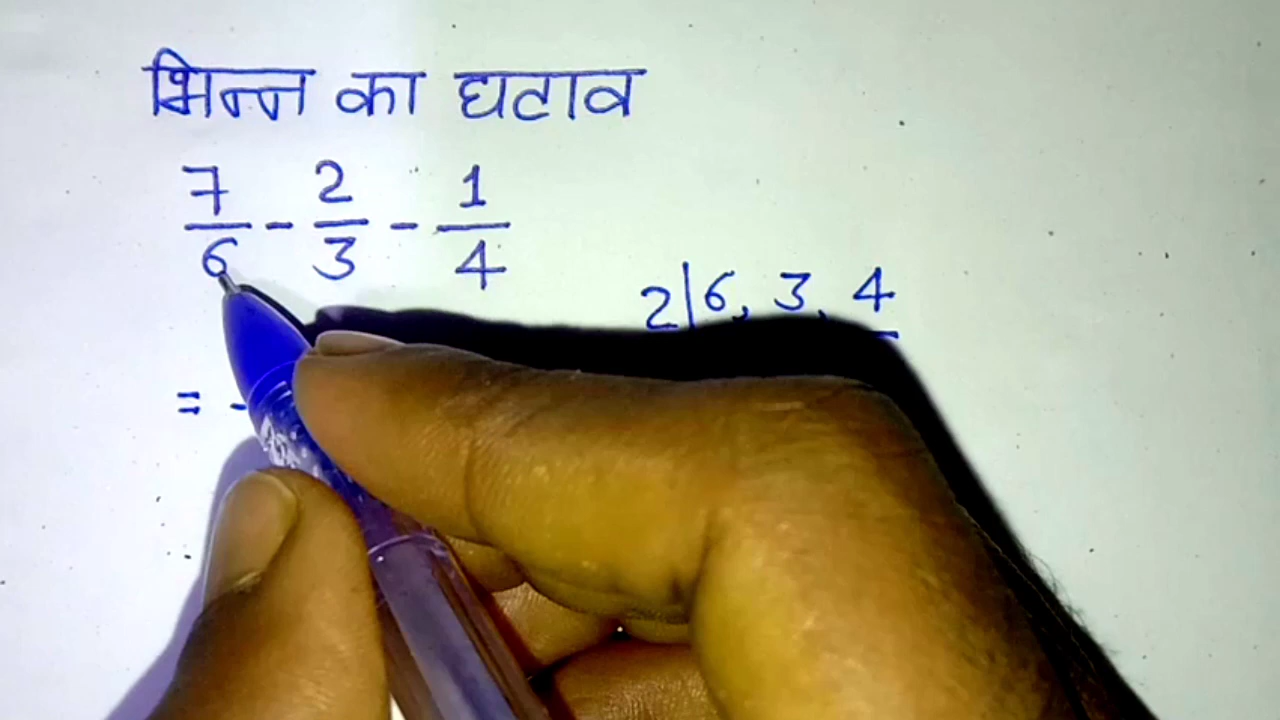 भिन्न का घटाव
7/6 - 2/3 - 1/4
2|6, 3, 4
= -